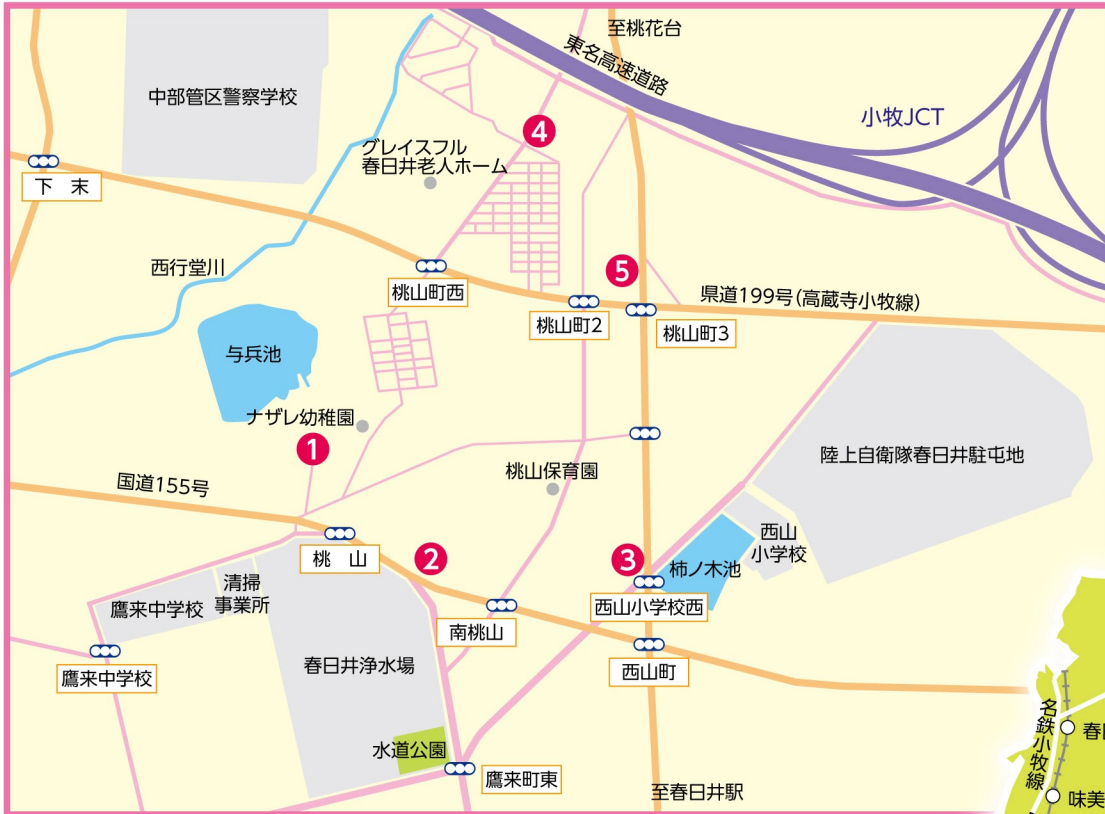 至桃花台
東名高速道路
小牧JCT
中部管区警察学校
4
グレイスフル
春日井老人ホーム
下 末
西行堂川
桃山町西
5
県道199号(高蔵寺小牧線)
桃山町2
桃山町3
与兵池
ナザレ幼稚園
1
陸上自衛隊春日井駐屯地
桃山保育園
国道155号
西山
小学校
桃 山
2
3
柿ノ木池
清掃
事業所
鷹来中学校
西山小学校西
南桃山
春日井浄水場
西山町
鷹来中学校
名鉄小牧線
水道公園
鷹来町東
至春日井駅
味美